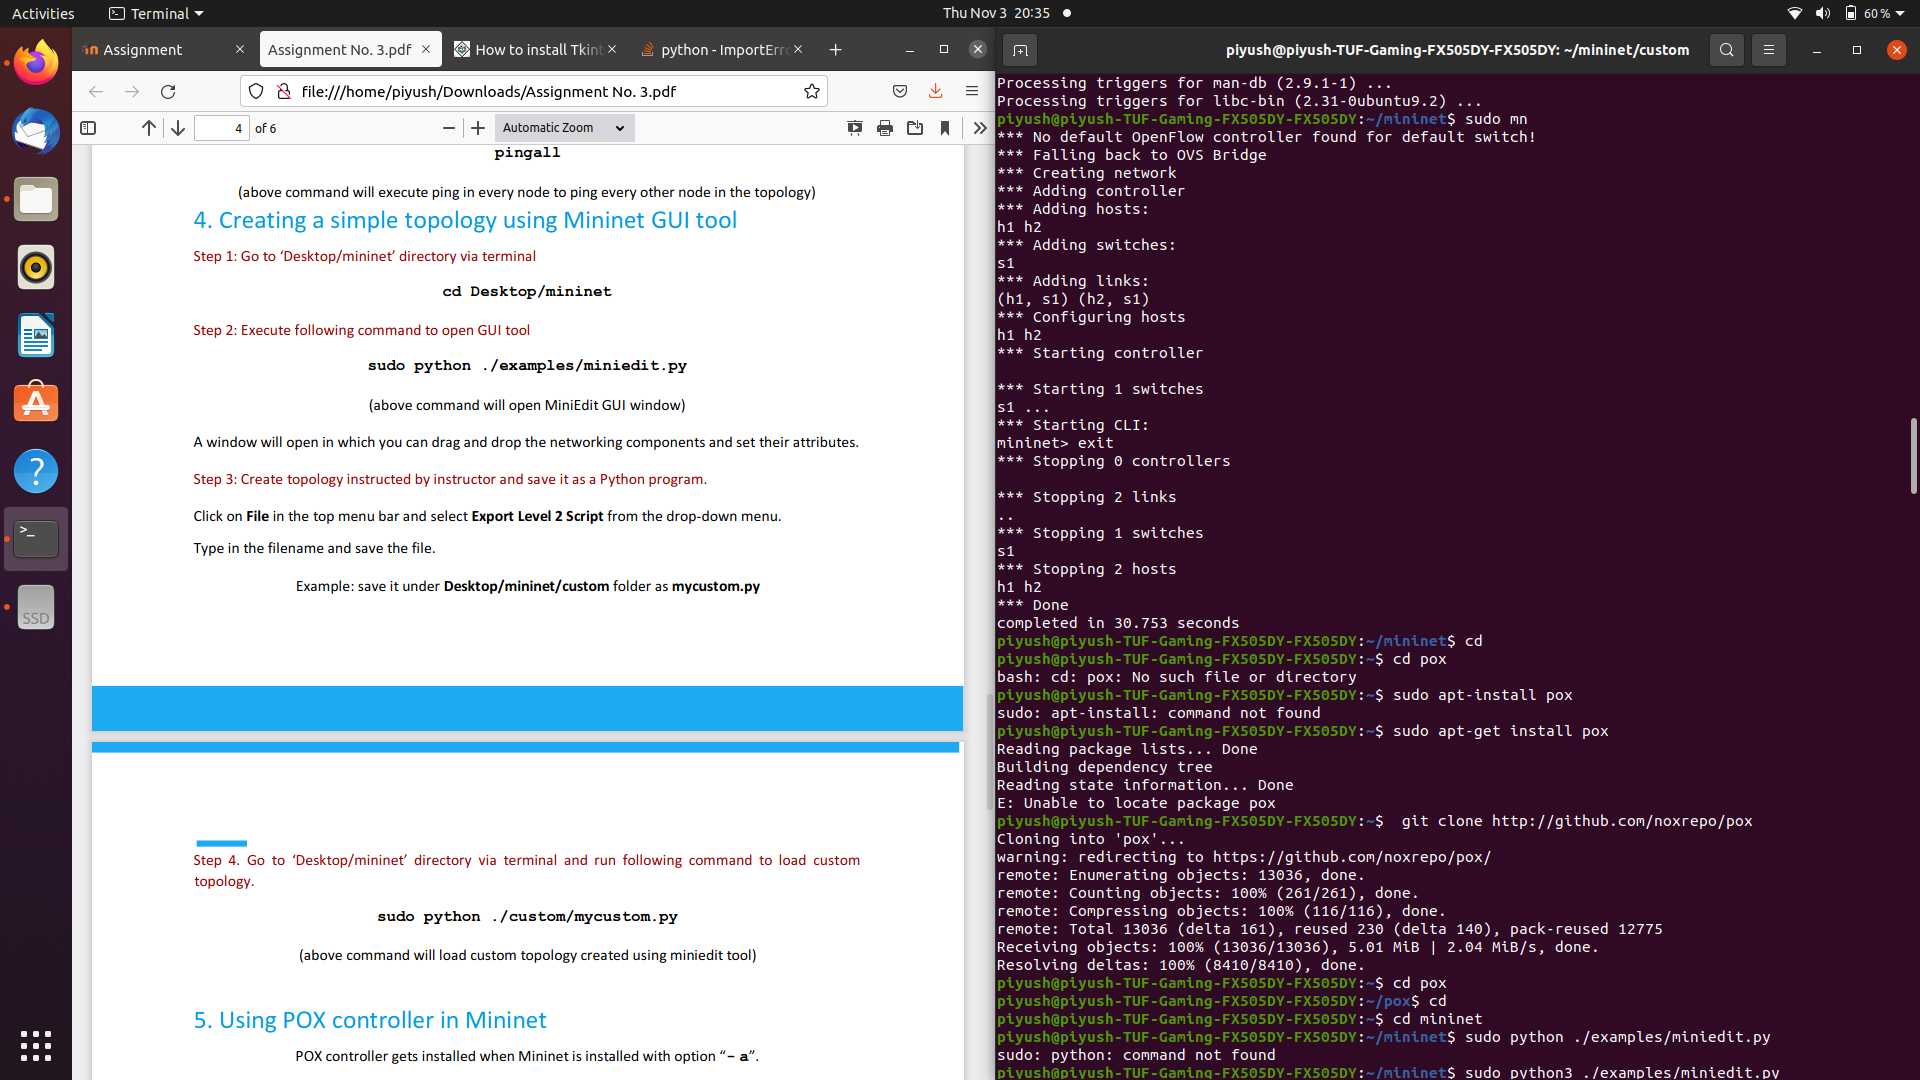 Activities
Terminal
Thu Nov 3 20:35
60 %
Assignment
Assignment No. 3.pdf
How to install Tkint
python - ImportErro
file:///home/piyush/Downloads/Assignment No. 3.pdf
4 of 6
Automatic Zoom
pingall
(above command will execute ping in every node to ping every other node in the topology)
4. Creating a simple topology using Mininet GUI tool
Step 1: Go to ‘Desktop/mininet’ directory via terminal
cd Desktop/mininet
Step 2: Execute following command to open GUI tool
sudo python ./examples/miniedit.py
(above command will open MiniEdit GUI window)
A window will open in which you can drag and drop the networking components and set their attributes.
Step 3: Create topology instructed by instructor and save it as a Python program.
Click on File in the top menu bar and select Export Level 2 Script from the drop-down menu.
Type in the filename and save the file.
Example: save it under Desktop/mininet/custom folder as mycustom.py
Step 4. Go to ‘Desktop/mininet’ directory via terminal and run following command to load custom
topology.
sudo python ./custom/mycustom.py
(above command will load custom topology created using miniedit tool)
5. Using POX controller in Mininet
POX controller gets installed when Mininet is installed with option “– a”.
SSD
piyush@piyush-TUF-Gaming-FX505DY-FX505DY: ~/mininet/custom
Processing triggers for man-db (2.9.1-1) ...
Processing triggers for libc-bin (2.31-0ubuntu9.2) ...
piyush@piyush-TUF-Gaming-FX505DY-FX505DY:~/mininet$ sudo mn
*** No default OpenFlow controller found for default switch!
*** Falling back to OVS Bridge
*** Creating network
*** Adding controller
*** Adding hosts:
h1 h2
*** Adding switches:
s1
*** Adding links:
(h1, s1) (h2, s1)
*** Configuring hosts
h1 h2
*** Starting controller
*** Starting 1 switches
s1 ...
*** Starting CLI:
mininet> exit
*** Stopping 0 controllers
*** Stopping 2 links
..
*** Stopping 1 switches
s1
*** Stopping 2 hosts
h1 h2
*** Done
completed in 30.753 seconds
piyush@piyush-TUF-Gaming-FX505DY-FX505DY:~/mininet$ cd
piyush@piyush-TUF-Gaming-FX505DY-FX505DY:~$ cd pox
bash: cd: pox: No such file or directory
piyush@piyush-TUF-Gaming-FX505DY-FX505DY:~$ sudo apt-install pox
sudo: apt-install: command not found
piyush@piyush-TUF-Gaming-FX505DY-FX505DY:~$ sudo apt-get install pox
Reading package lists... Done
Building dependency tree
Reading state information... Done
E: Unable to locate package pox
piyush@piyush-TUF-Gaming-FX505DY-FX505DY:~$  git clone http://github.com/noxrepo/pox
Cloning into 'pox'...
warning: redirecting to https://github.com/noxrepo/pox/
remote: Enumerating objects: 13036, done.
remote: Counting objects: 100% (261/261), done.
remote: Compressing objects: 100% (116/116), done.
remote: Total 13036 (delta 161), reused 230 (delta 140), pack-reused 12775
Receiving objects: 100% (13036/13036), 5.01 MiB | 2.04 MiB/s, done.
Resolving deltas: 100% (8410/8410), done.
piyush@piyush-TUF-Gaming-FX505DY-FX505DY:~$ cd pox
piyush@piyush-TUF-Gaming-FX505DY-FX505DY:~/pox$ cd
piyush@piyush-TUF-Gaming-FX505DY-FX505DY:~$ cd mininet
piyush@piyush-TUF-Gaming-FX505DY-FX505DY:~/mininet$ sudo python ./examples/miniedit.py
sudo: python: command not found
piyush@piyush-TUF-Gaming-FX505DY-FX505DY:~/mininet$ sudo python3 ./examples/miniedit.py